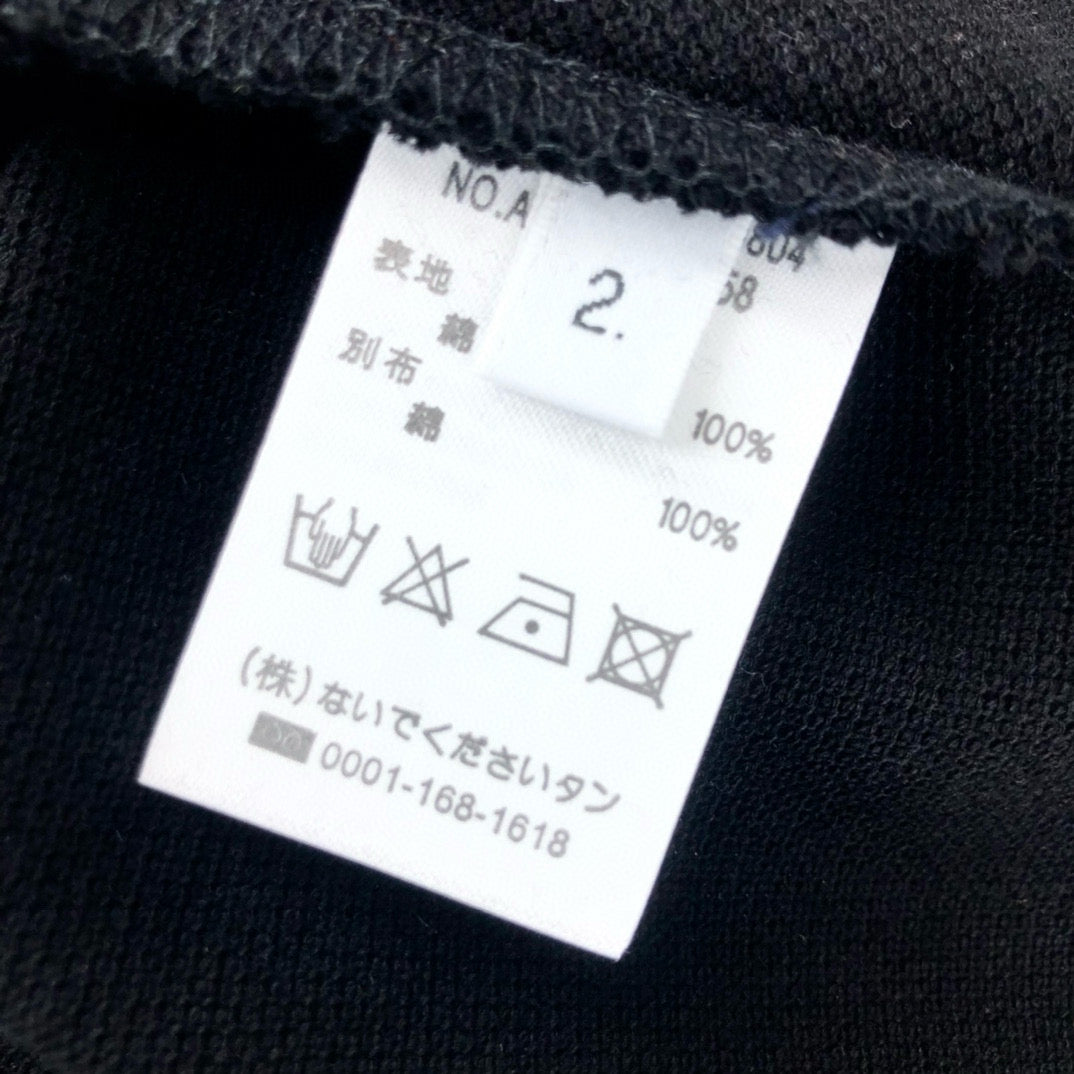 NO.A 604
58
2.
表地
綿 100%
別布
綿 100%
(株)ないでくださいタン
0001-168-1618